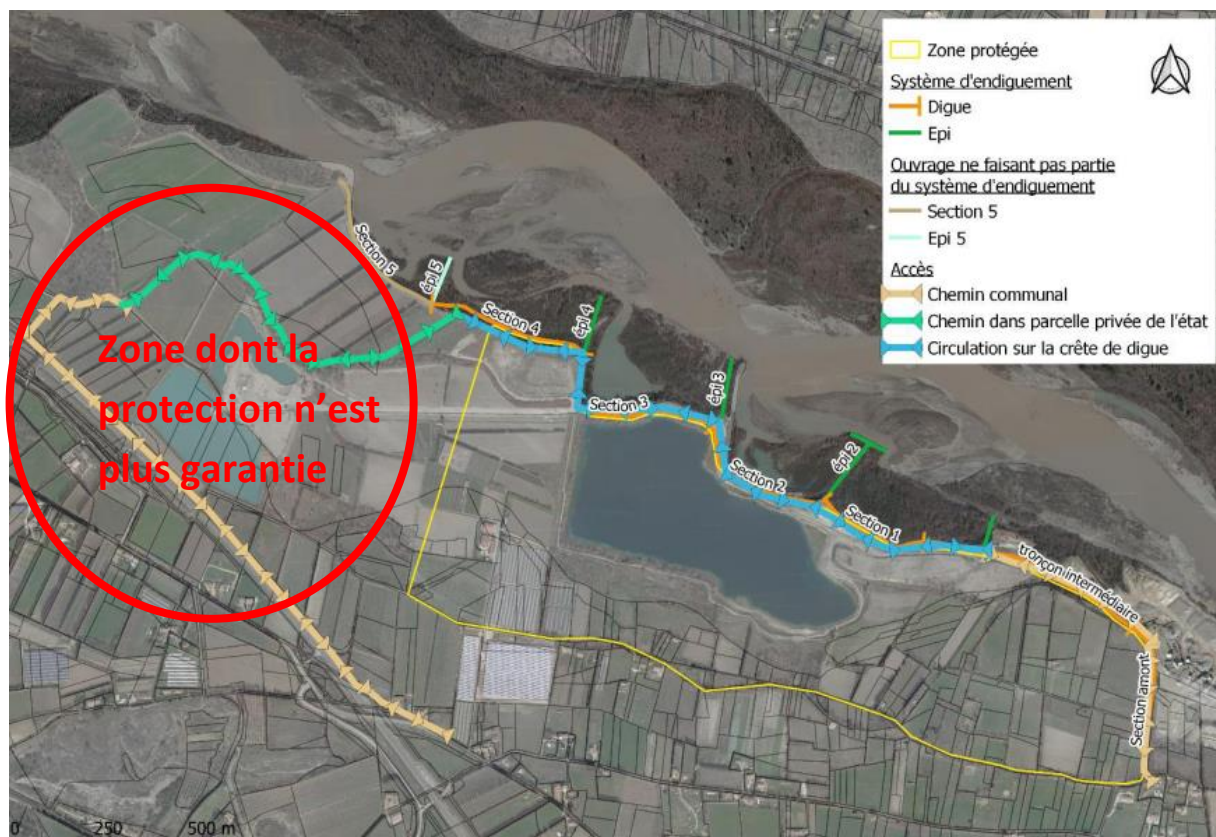 Zone protégée
Système d'endiguement
Digue
Epi
Ouvrage ne faisant pas partie
du système d'endiguement
Section 5
Epi 5
Accès
Chemin communal
Chemin dans parcelle privée de l'état
Circulation sur la crête de digue
Section 5
épi 5
Section 4
épi 4
Section 3
épi 3
Section 2
épi 2
Section 1
tronçon intermédiaire
Section amont
Zone dont la
protection n'est
plus garantie
0 250 500 m